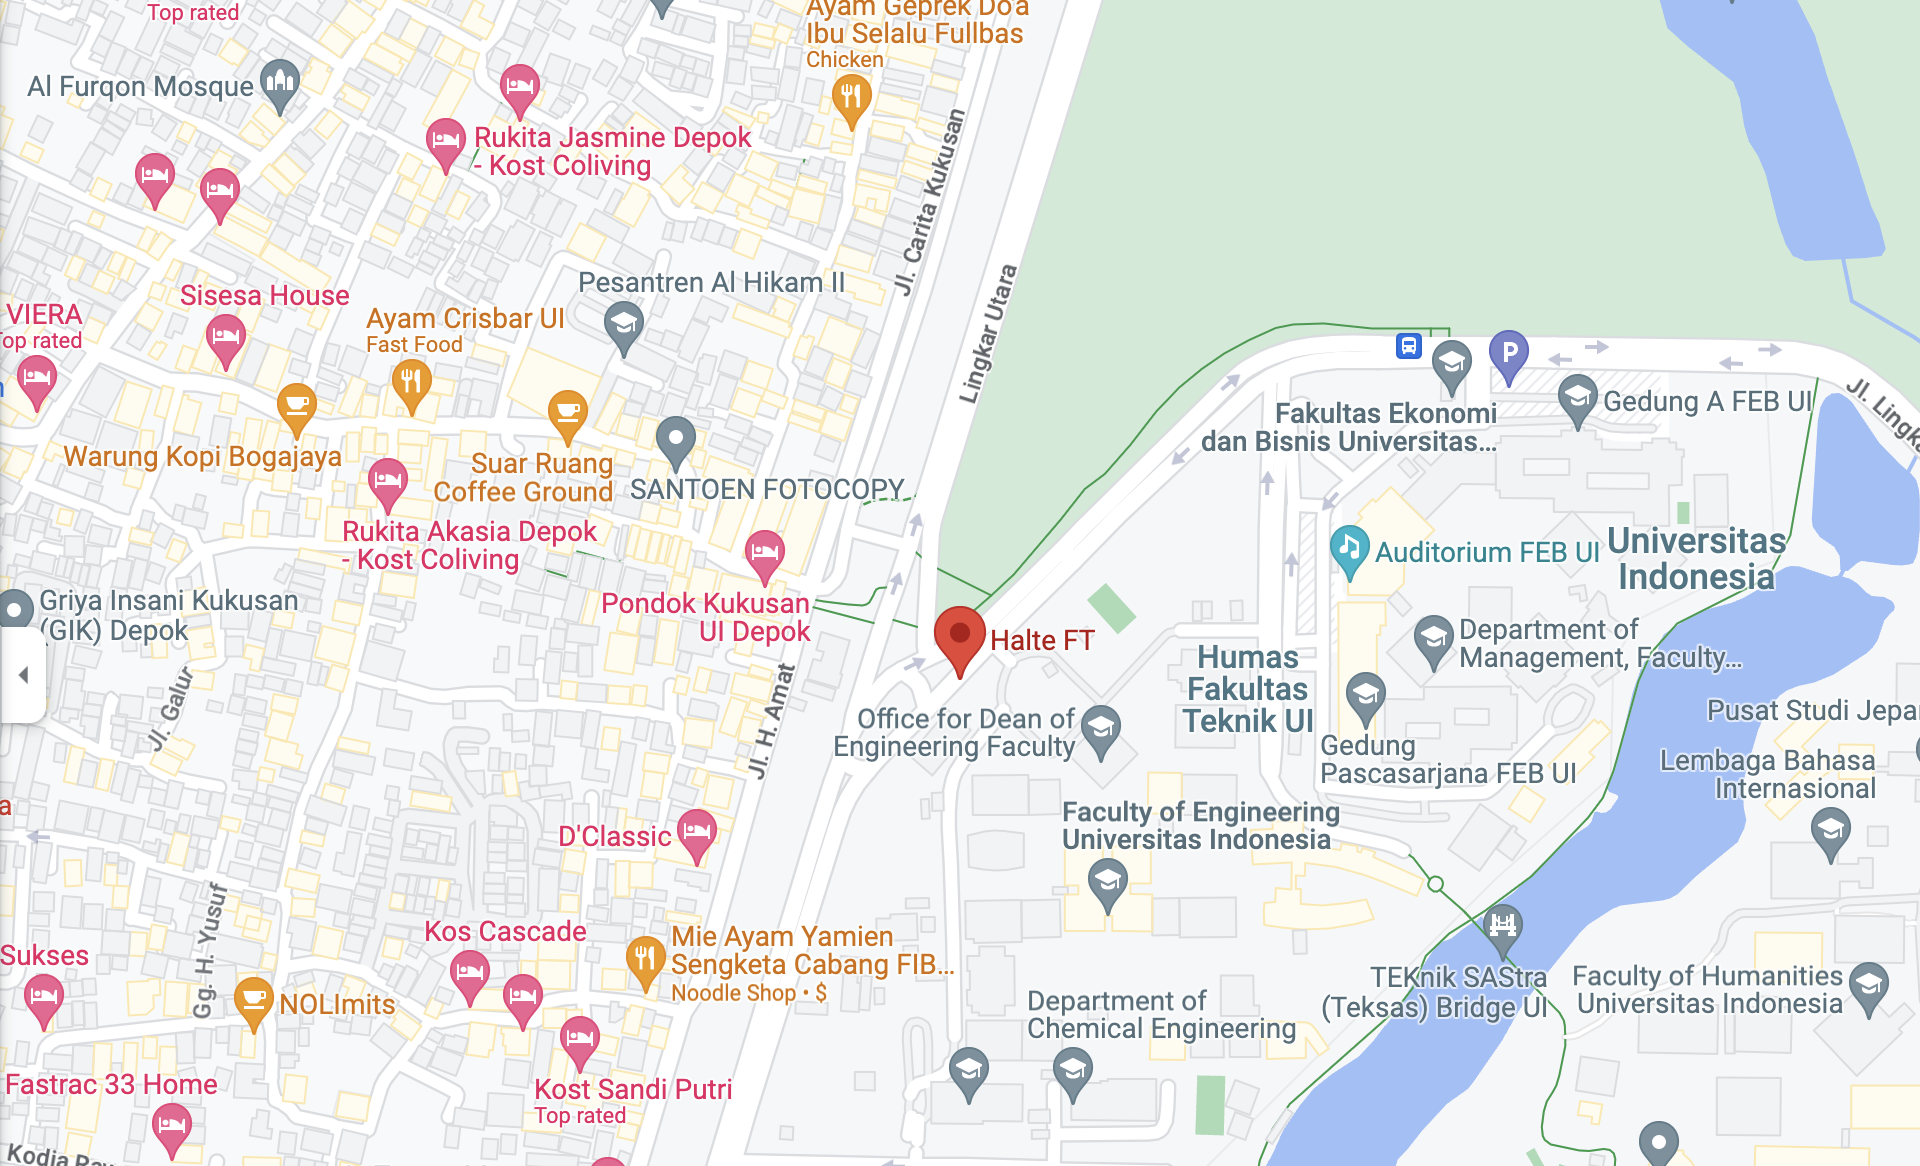 Top rated
Ayam Geprek Do'a
Ibu Selalu Fullbas
Chicken
Al Furqon Mosque
Rukita Jasmine Depok
- Kost Coliving
Jl. Carita Kukusan
Pesantren Al Hikam II
Lingkar Utara
Sisesa House
VIERA
Top rated
Ayam Crisbar UI
Fast Food
P
Jl. Lingka
Gedung A FEB UI
Fakultas Ekonomi
dan Bisnis Universitas...
Warung Kopi Bogajaya
Suar Ruang
Coffee Ground
SANTOEN FOTOCOPY
Rukita Akasia Depok
- Kost Coliving
Auditorium FEB UI
Universitas
Indonesia
Griya Insani Kukusan
(GIK) Depok
Pondok Kukusan
UI Depok
Halte FT
Department of
Management, Faculty...
Humas
Fakultas
Teknik UI
Jl. Galur
Jl. H. Amat
Office for Dean of
Engineering Faculty
Gedung
Pascasarjana FEB UI
Pusat Studi Jepa
Lembaga Bahasa
Internasional
a
D'Classic
Faculty of Engineering
Universitas Indonesia
Gg. H. Yusuf
Kos Cascade
Mie Ayam Yamien
Sengketa Cabang FIB...
Noodle Shop • $
Sukses
NOLImits
TEKnik SAStra
(Teksas) Bridge UI
Faculty of Humanities
Universitas Indonesia
Department of
Chemical Engineering
Fastrac 33 Home
Kost Sandi Putri
Top rated
Kodja